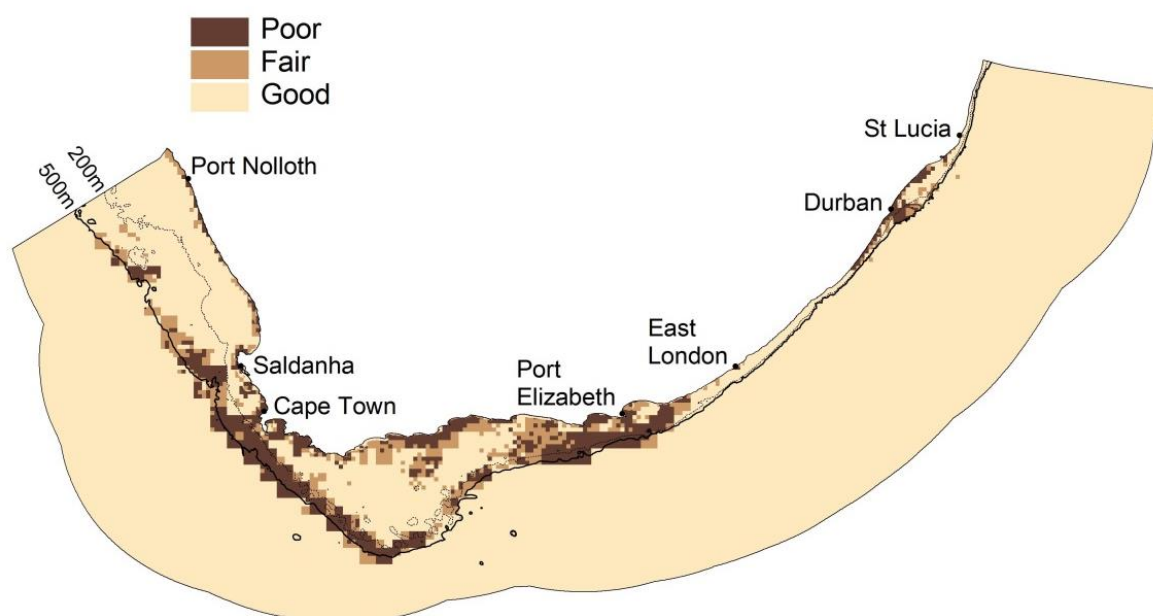 Poor
Fair
Good
200m
500m
Port Nolloth
Saldanha
Cape Town
Port
Elizabeth
East
London
Durban
St Lucia